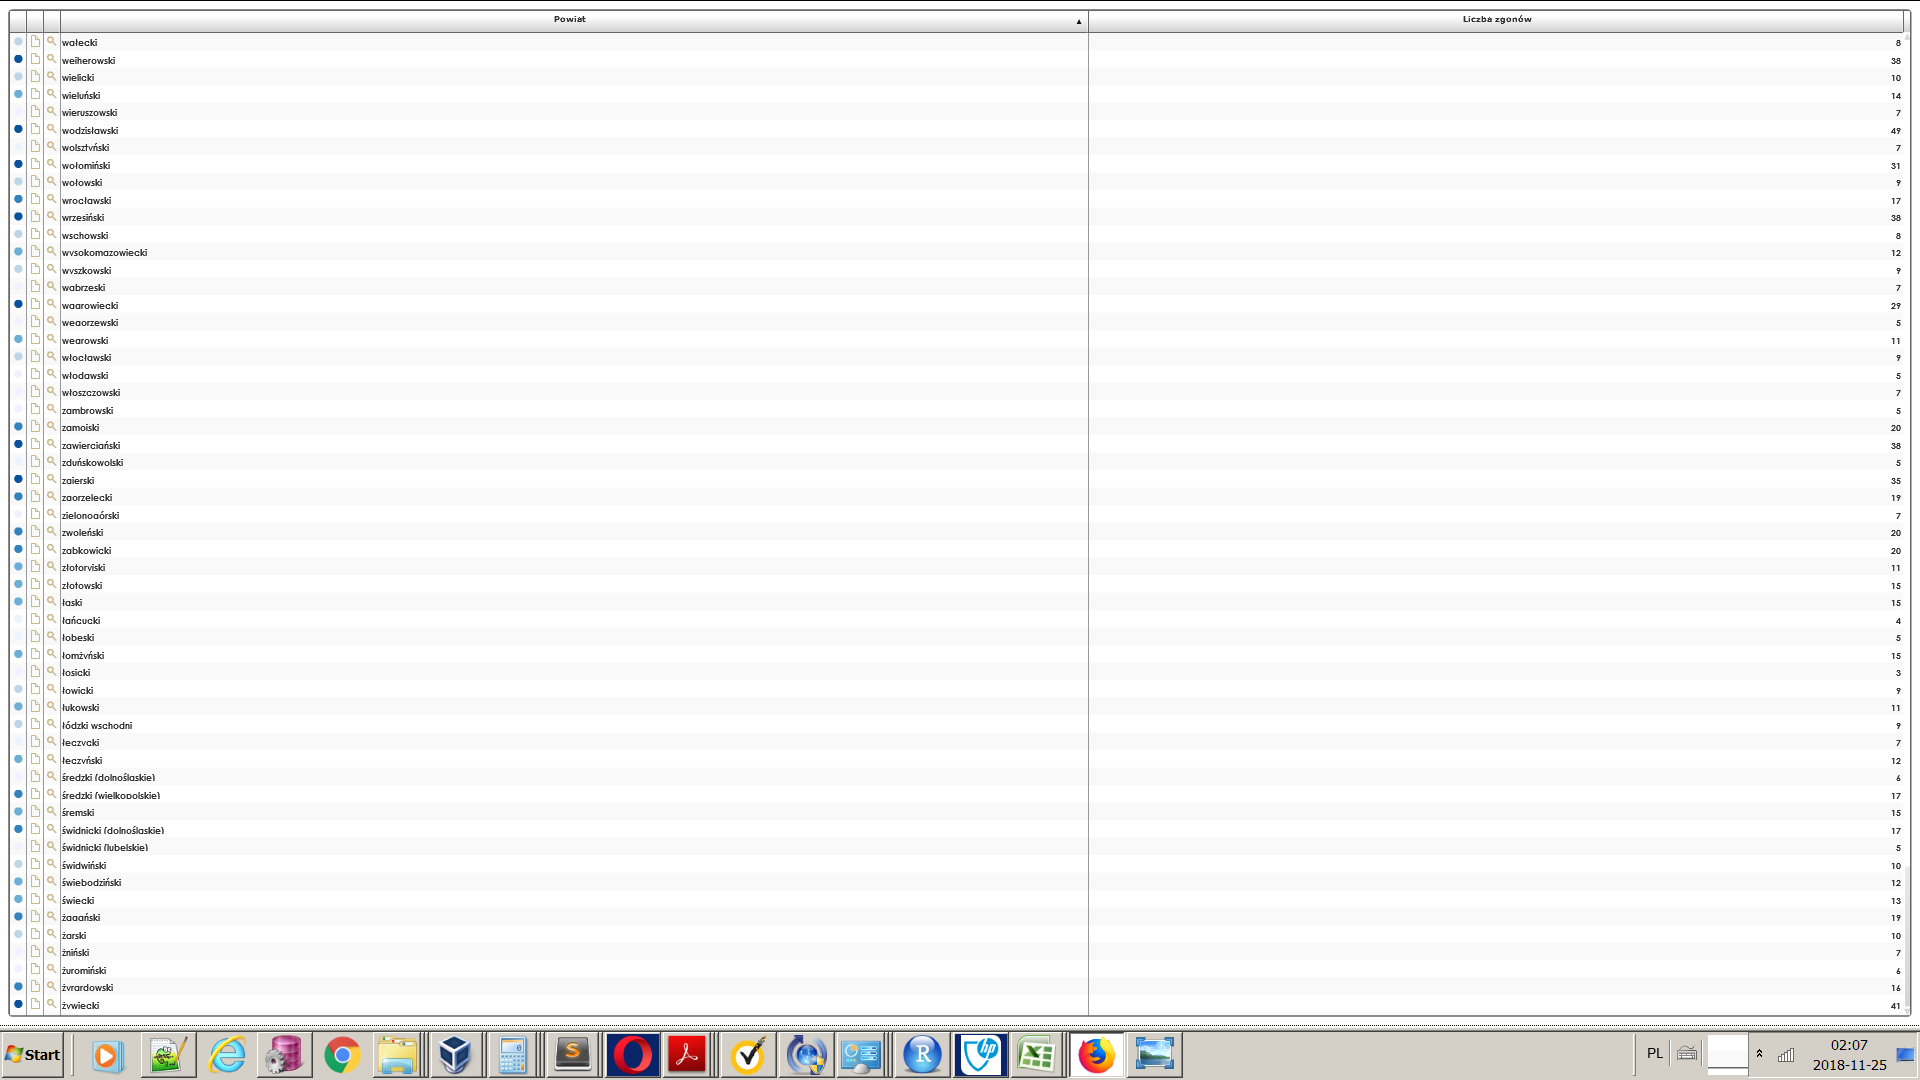 Powiat ▲ Liczba zgonów
wałecki 8
wejherowski 38
wielicki 10
wieluński 14
wieruszowski 7
wodzisławski 49
wolsztyński 7
wołomiński 31
wołowski 9
wrocławski 17
wrzesiński 38
wschowski 8
wysokomazowiecki 12
wyszkowski 9
wąbrzeski 7
wągrowiecki 29
węgorzewski 5
węgrowski 11
włocławski 9
włodawski 5
włoszczowski 7
zambrowski 5
zamojski 20
zawierciański 38
zduńskowolski 5
zgierski 35
zgorzelecki 19
zielonogórski 7
zwoleński 20
ząbkowicki 20
złotoryjski 11
złotowski 15
łaski 15
łańcucki 4
łobeski 5
łomżyński 15
łosicki 3
łowicki 9
łukowski 11
łódzki wschodni 9
łęczycki 7
łęczyński 12
średzki (dolnośląskie) 6
średzki (wielkopolskie) 17
śremski 15
świdnicki (dolnośląskie) 17
świdnicki (lubelskie) 5
świdwiński 10
świebodziński 12
świecki 13
żagański 19
żarski 10
żniński 7
żuromiński 6
żyrardowski 16
żywiecki 41
Start PL 02:07
2018-11-25